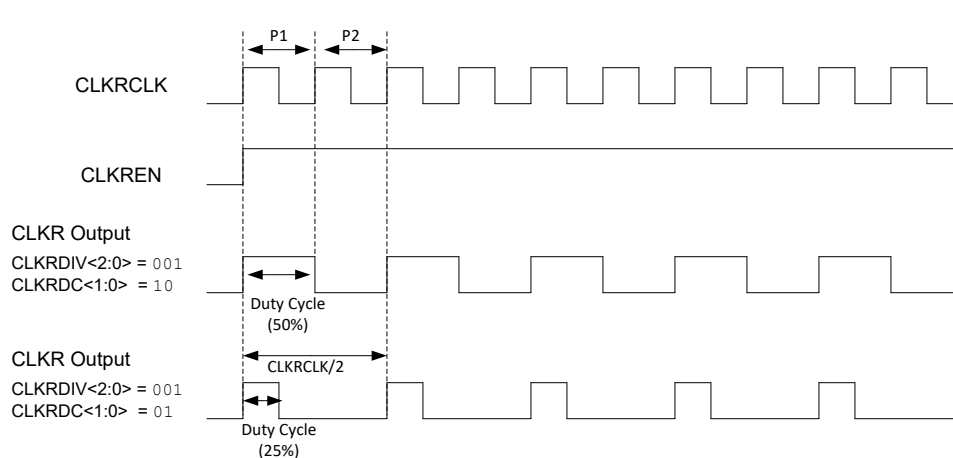 P1 P2
CLKRCLK
CLKREN
CLKR Output
CLKRDIV<2:0> = 001
CLKRDC<1:0> = 10
Duty Cycle
(50%)
CLKR Output
CLKRCLK/2
CLKRDIV<2:0> = 001
CLKRDC<1:0> = 01
Duty Cycle
(25%)